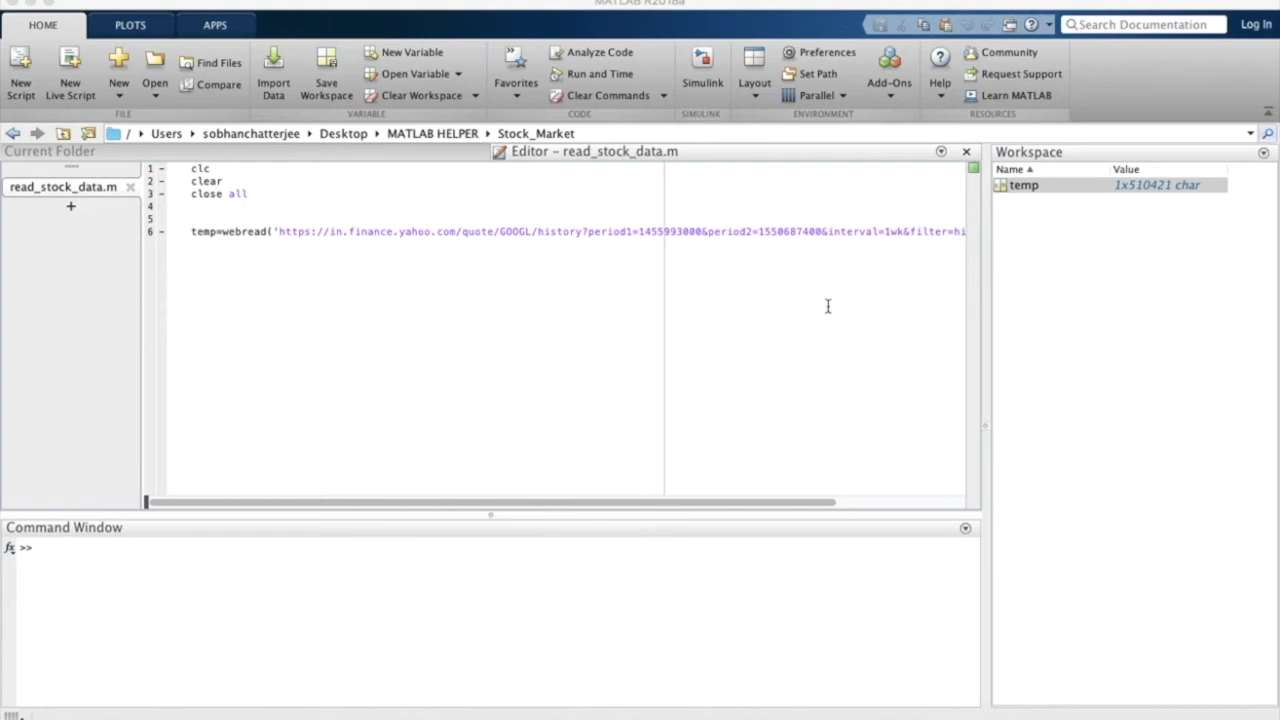 MATLAB R2018a
HOME PLOTS APPS
Search Documentation Log In
New Script
New Live Script
New
Open
Find Files
Compare
FILE
Import Data
Save Workspace
New Variable
Open Variable
Clear Workspace
VARIABLE
Favorites
Analyze Code
Run and Time
Clear Commands
CODE
Simulink
SIMULINK
Layout
Preferences
Set Path
Parallel
Add-Ons
ENVIRONMENT
Help
Community
Request Support
Learn MATLAB
RESOURCES
/ Users sobhanchatterjee Desktop MATLAB HELPER Stock_Market
Current Folder
Editor – read_stock_data.m
Workspace
read_stock_data.m
+
Name Value
temp 1x510421 char
1 – clc
2 – clear
3 – close all
4
5
6 – temp=webread('https://in.finance.yahoo.com/quote/GOOGL/history?period1=1455993000&period2=1550687400&interval=1wk&filter=hi
Command Window
fx >>